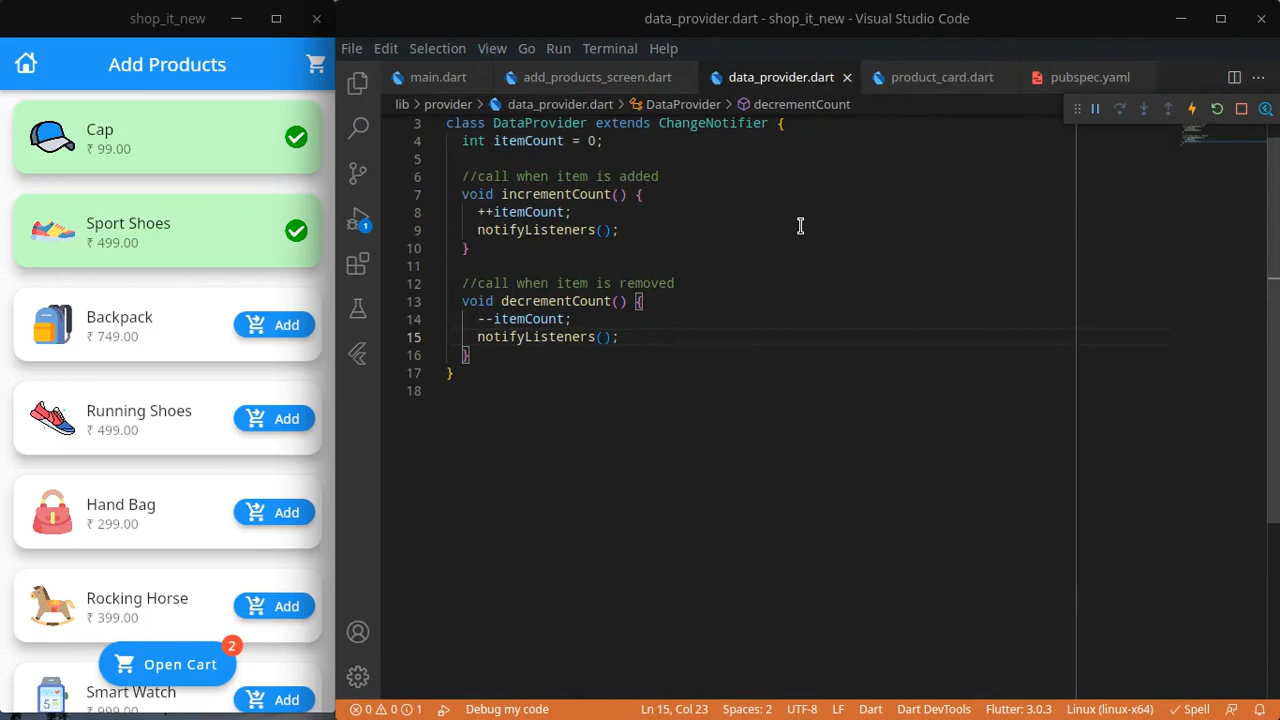 shop_it_new
Add Products
Cap
₹ 99.00
Sport Shoes
₹ 499.00
Backpack
₹ 749.00
Add
Running Shoes
₹ 499.00
Add
Hand Bag
₹ 299.00
Add
Rocking Horse
₹ 399.00
Add
2
Open Cart
Smart Watch
₹ 999.00
Add
data_provider.dart - shop_it_new - Visual Studio Code
File Edit Selection View Go Run Terminal Help
main.dart add_products_screen.dart data_provider.dart product_card.dart pubspec.yaml
lib > provider > data_provider.dart > DataProvider > decrementCount
1
3 class DataProvider extends ChangeNotifier {
4 int itemCount = 0;
5
6 //call when item is added
7 void incrementCount() {
8 ++itemCount;
9 notifyListeners();
10 }
11
12 //call when item is removed
13 void decrementCount() {
14 --itemCount;
15 notifyListeners();
16 }
17 }
18
0 0 1 Debug my code Ln 15, Col 23 Spaces: 2 UTF-8 LF Dart Dart DevTools Flutter: 3.0.3 Linux (linux-x64) Spell